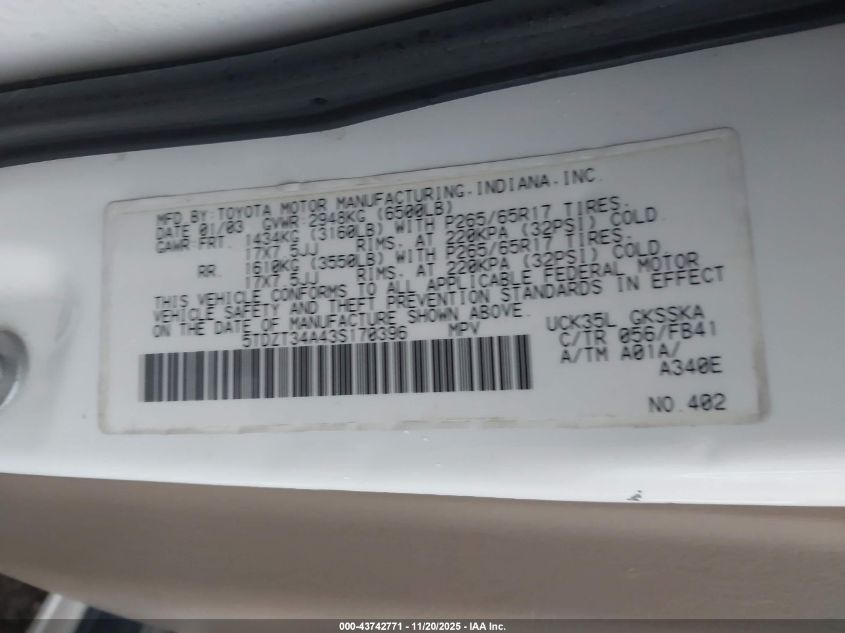 MFD.BY:TOYOTA MOTOR MANUFACTURING.INDIANA.INC.
DATE 01/03 GVWR:2948KG (6500LB)
GAWR:FRT. 1434KG (3160LB) WITH P265/65R17 TIRES.
17X7.5JJ RIMS. AT 220KPA (32PSI) COLD.
RR. 1610KG (3550LB) WITH P265/65R17 TIRES.
17X7.5JJ RIMS. AT 220KPA (32PSI) COLD
THIS VEHICLE CONFORMS TO ALL APPLICABLE FEDERAL MOTOR
VEHICLE SAFETY AND THEFT PREVENTION STANDARDS IN EFFECT
ON THE DATE OF MANUFACTURE SHOWN ABOVE.
5TDZT34A43S170396 MPV
UCK35L GKSSKA
C/TR 056/FB41
A/TM A01A/
A340E
NO.402
000-43742771 - 11/20/2025 - IAA Inc.